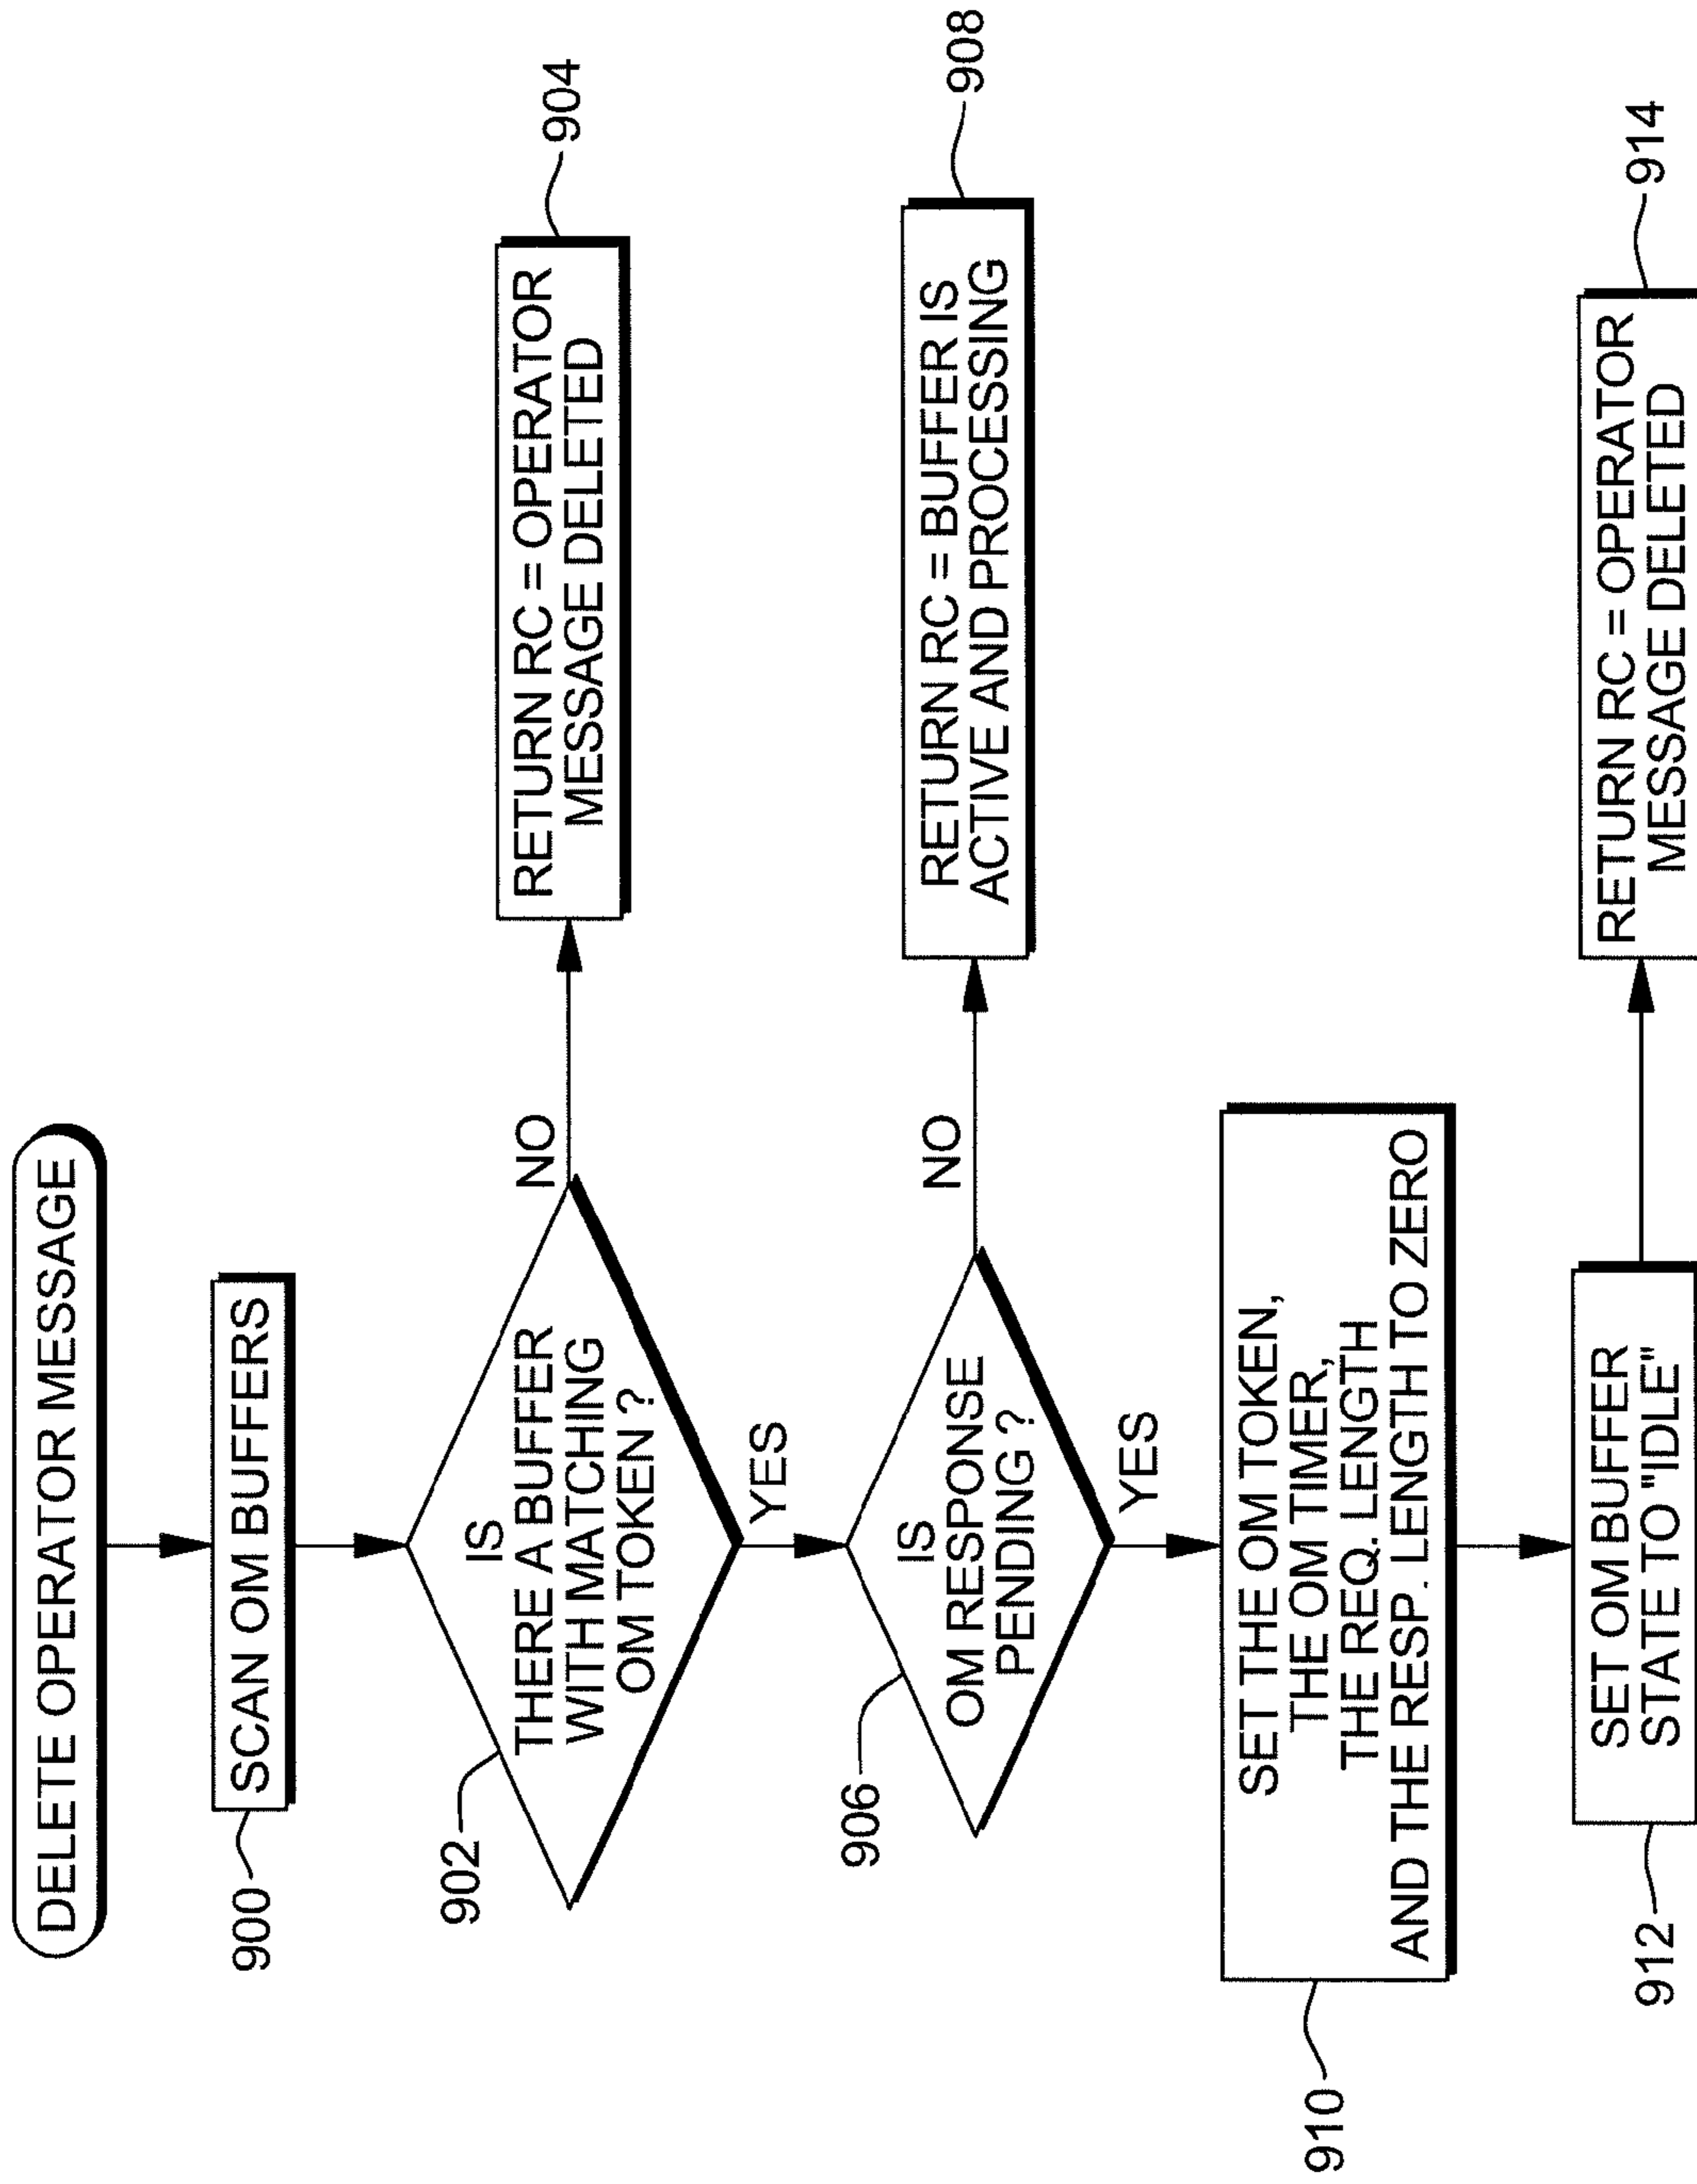 DELETE OPERATOR MESSAGE
900
SCAN OM BUFFERS
902
IS
THERE A BUFFER
WITH MATCHING
OM TOKEN ?
NO
RETURN RC = OPERATOR
MESSAGE DELETED
904
YES
906
IS
OM RESPONSE
PENDING ?
NO
RETURN RC = BUFFER IS
ACTIVE AND PROCESSING
908
YES
910
SET THE OM TOKEN,
THE OM TIMER,
THE REQ. LENGTH
AND THE RESP. LENGTH TO ZERO
912
SET OM BUFFER
STATE TO "IDLE"
RETURN RC = OPERATOR
MESSAGE DELETED
914